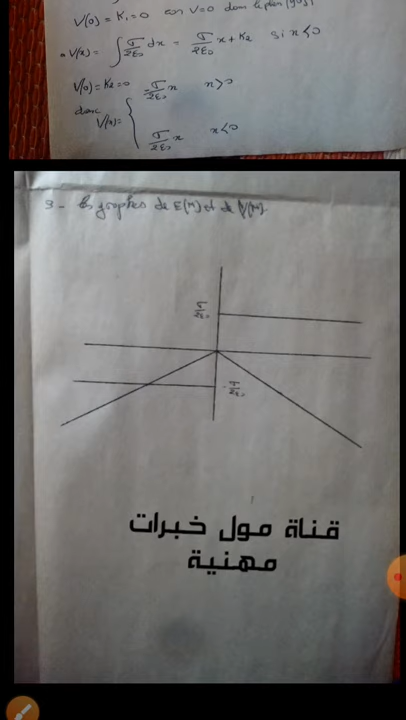 V(0) = K₁ = 0 car V=0 dans le plan (yoz)
• V(x) = ∫ σ/2ε₀ dx = σ/2ε₀ x + K₂ si x<0
V(0) = K₂ = 0
donc V(x) = { -σ/2ε₀ x x>0
σ/2ε₀ x x<0
3 - les graphes de E(M) et de V(M)
σ/2ε₀
-σ/2ε₀
قناة مول خبرات
مهنية